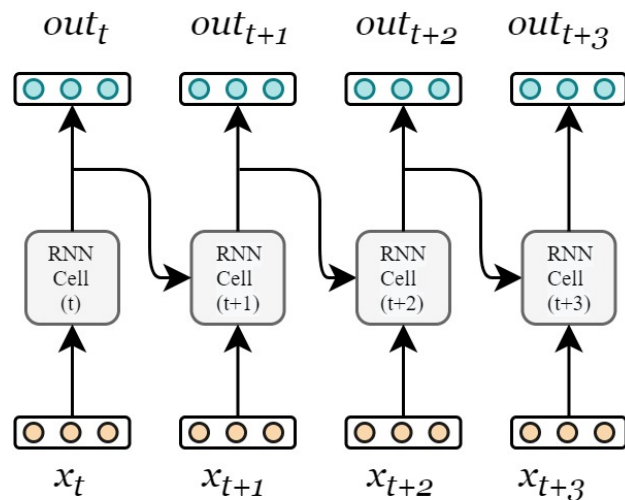 out_t out_{t+1} out_{t+2} out_{t+3}
RNN RNN RNN RNN
Cell Cell Cell Cell
(t) (t+1) (t+2) (t+3)
x_t x_{t+1} x_{t+2} x_{t+3}